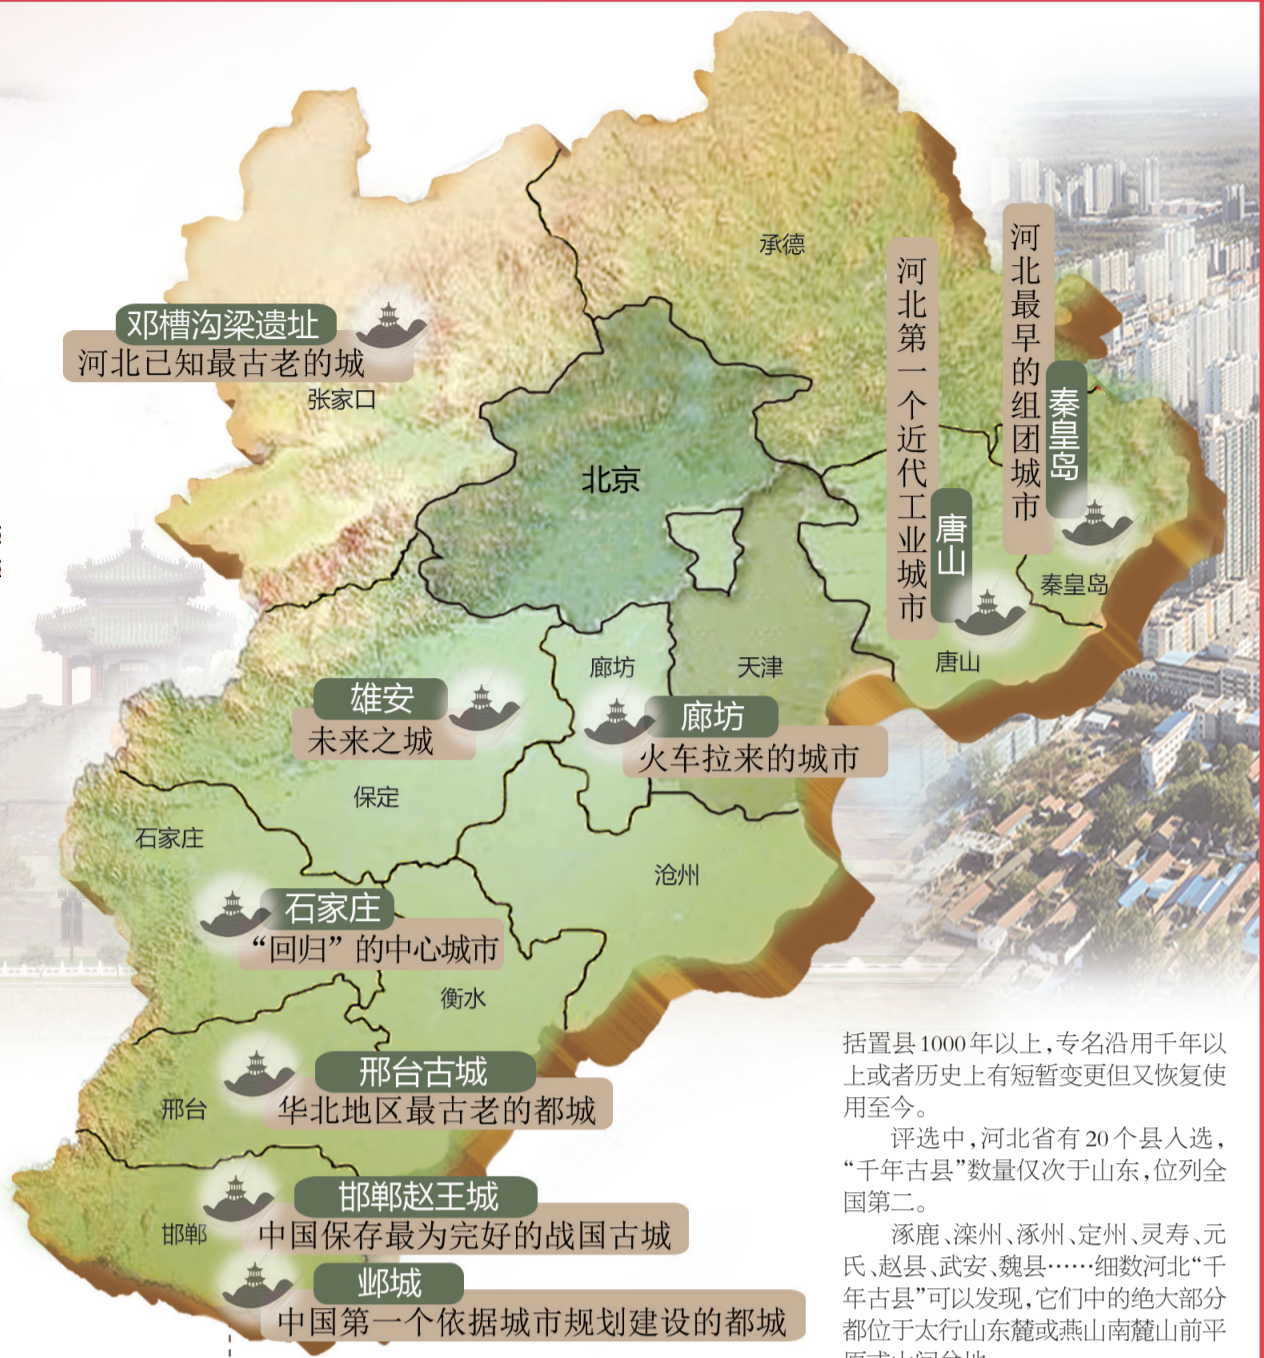 承德
邓槽沟梁遗址
河北已知最古老的城
张家口
北京
河北第一个近代工业城市
唐山
河北最早的组团城市
秦皇岛
秦皇岛
唐山
廊坊
天津
雄安
未来之城
廊坊
火车拉来的城市
保定
石家庄
沧州
石家庄
“回归”的中心城市
衡水
邢台古城
华北地区最古老的都城
邢台
邯郸赵王城
中国保存最为完好的战国古城
邯郸
邺城
中国第一个依据城市规划建设的都城
括置县1000年以上,专名沿用千年以
上或者历史上有短暂变更但又恢复使
用至今。
评选中,河北省有20个县入选,
“千年古县”数量仅次于山东,位列全
国第二。
涿鹿、滦州、涿州、定州、灵寿、元
氏、赵县、武安、魏县……细数河北“千
年古县”可以发现,它们中的绝大部分
都位于太行山东麓或燕山南麓山前平